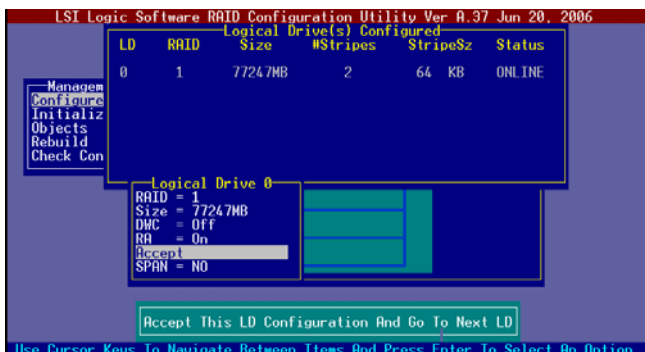 LSI Logic Software RAID Configuration Utility Ver A.37 Jun 20, 2006
Logical Drive(s) Configured
LD RAID Size #Stripes StripeSz Status
0 1 77247MB 2 64 KB ONLINE
Managem
Configure
Initializ
Objects
Rebuild
Check Con
Logical Drive 0
RAID = 1
Size = 77247MB
DWC = Off
RA = On
Accept
SPAN = NO
Accept This LD Configuration And Go To Next LD
Use Cursor Keys To Navigate Between Items And Press Enter To Select An Option